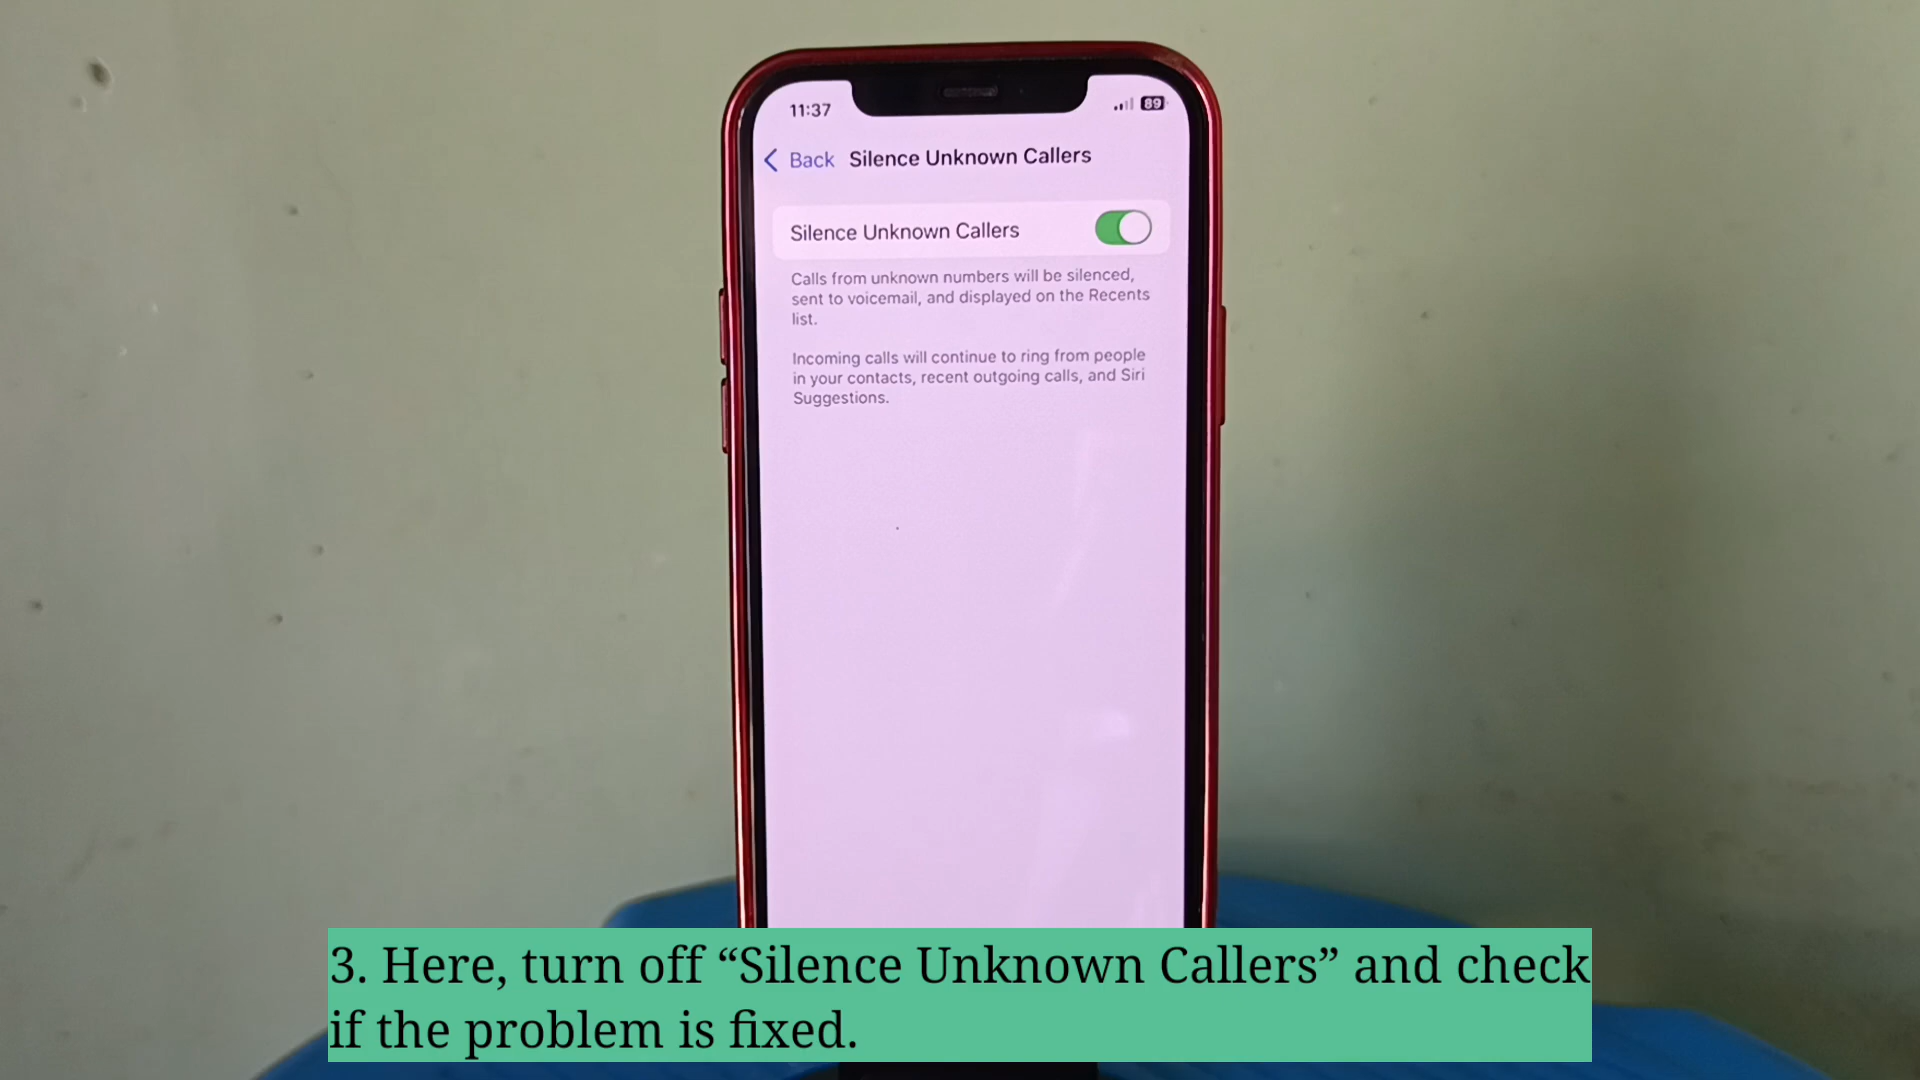 11:37
89
Back Silence Unknown Callers
Silence Unknown Callers
Calls from unknown numbers will be silenced,
sent to voicemail, and displayed on the Recents
list.
Incoming calls will continue to ring from people
in your contacts, recent outgoing calls, and Siri
Suggestions.
3. Here, turn off “Silence Unknown Callers” and check
if the problem is fixed.